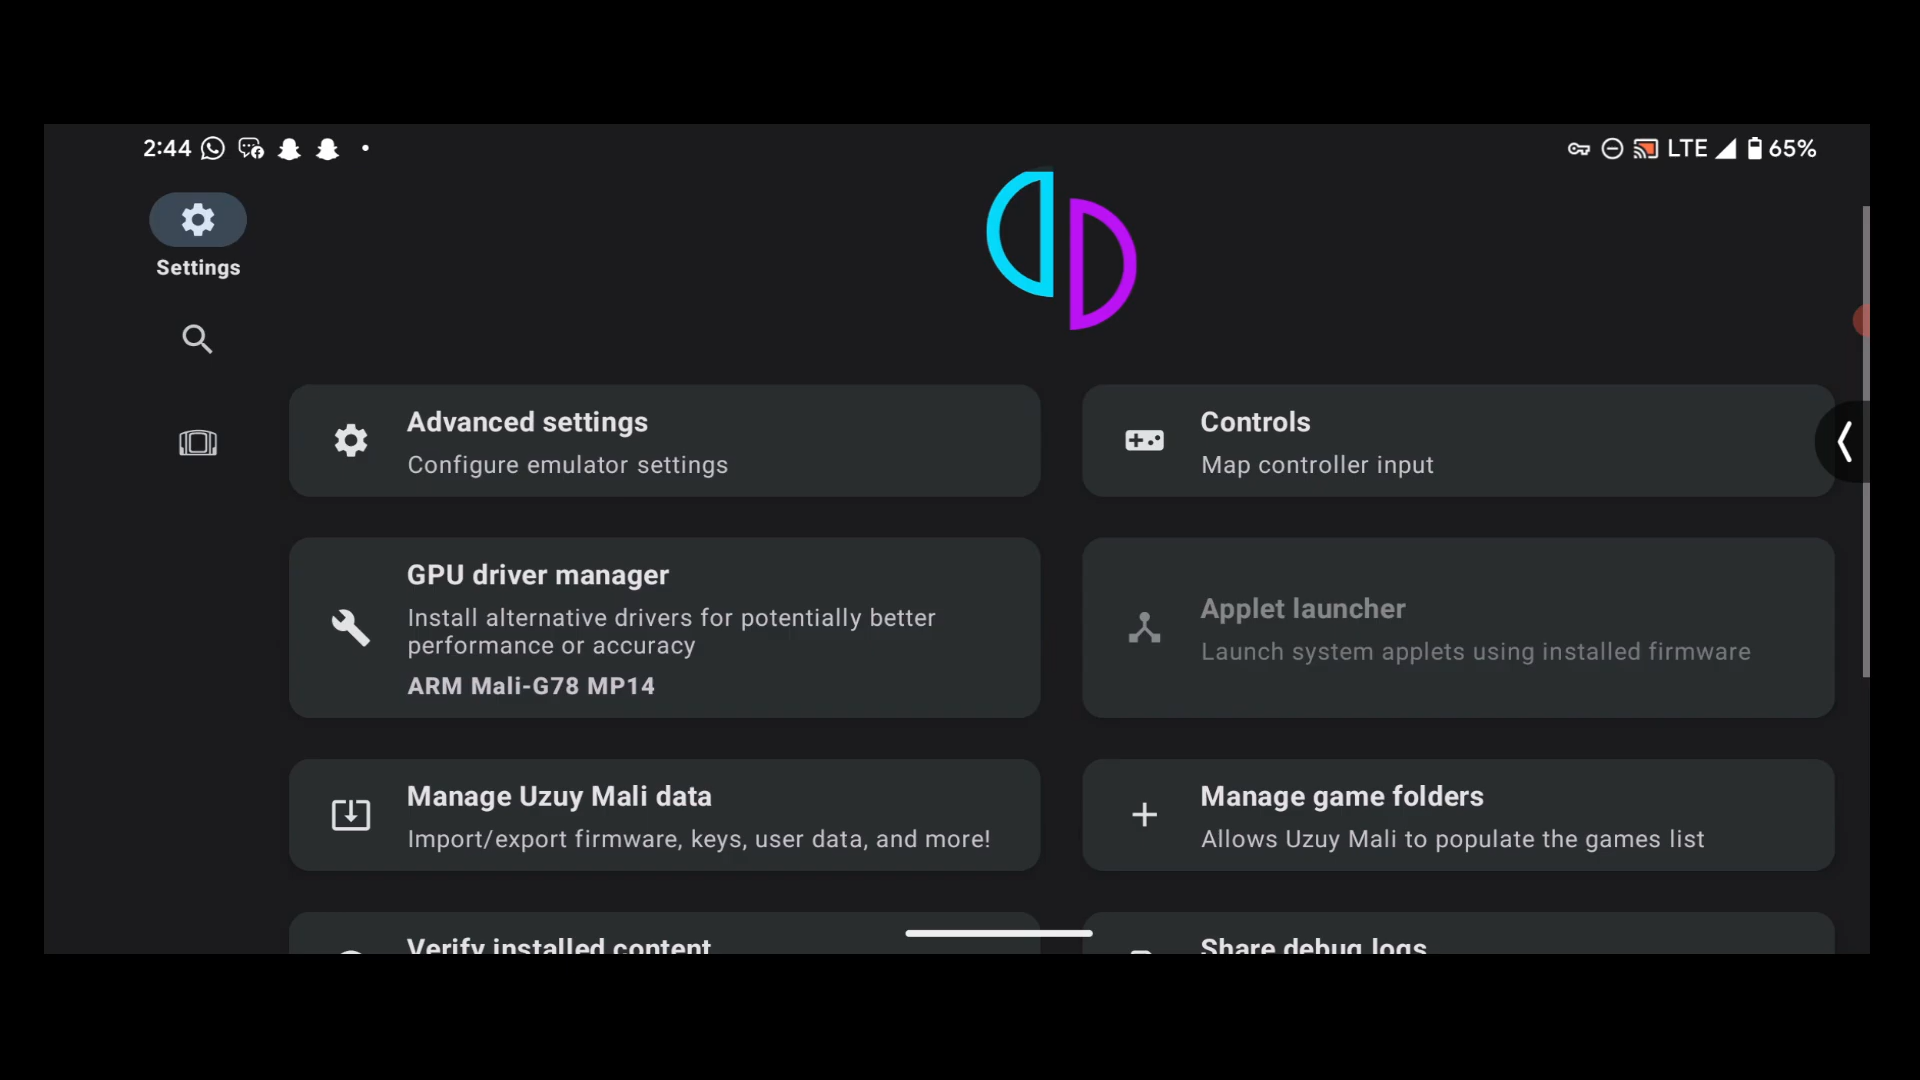 2:44
LTE 65%
Settings
Advanced settings
Configure emulator settings
Controls
Map controller input
GPU driver manager
Install alternative drivers for potentially better
performance or accuracy
ARM Mali-G78 MP14
Applet launcher
Launch system applets using installed firmware
Manage Uzuy Mali data
Import/export firmware, keys, user data, and more!
Manage game folders
Allows Uzuy Mali to populate the games list
Verify installed content
Share debug logs